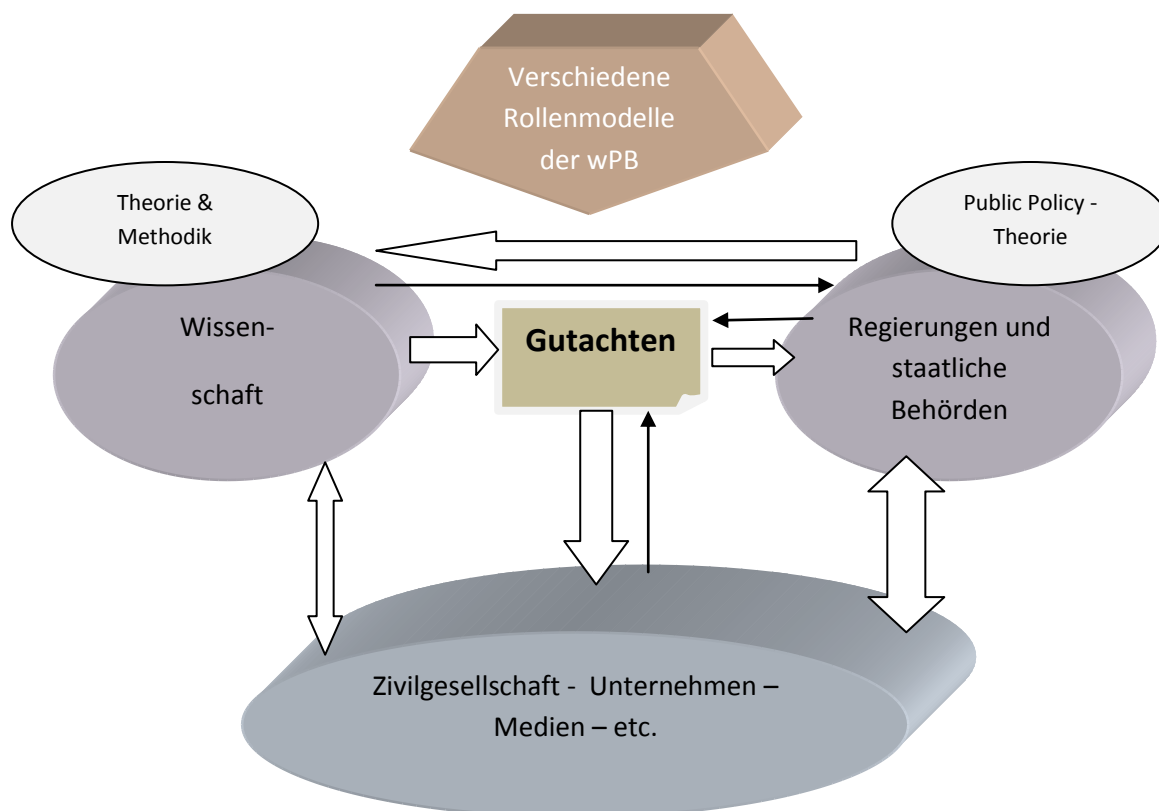 Verschiedene
Rollenmodelle
der wPB
Theorie &
Methodik
Public Policy -
Theorie
Wissen-
schaft
Gutachten
Regierungen und
staatliche
Behörden
Zivilgesellschaft - Unternehmen –
Medien – etc.